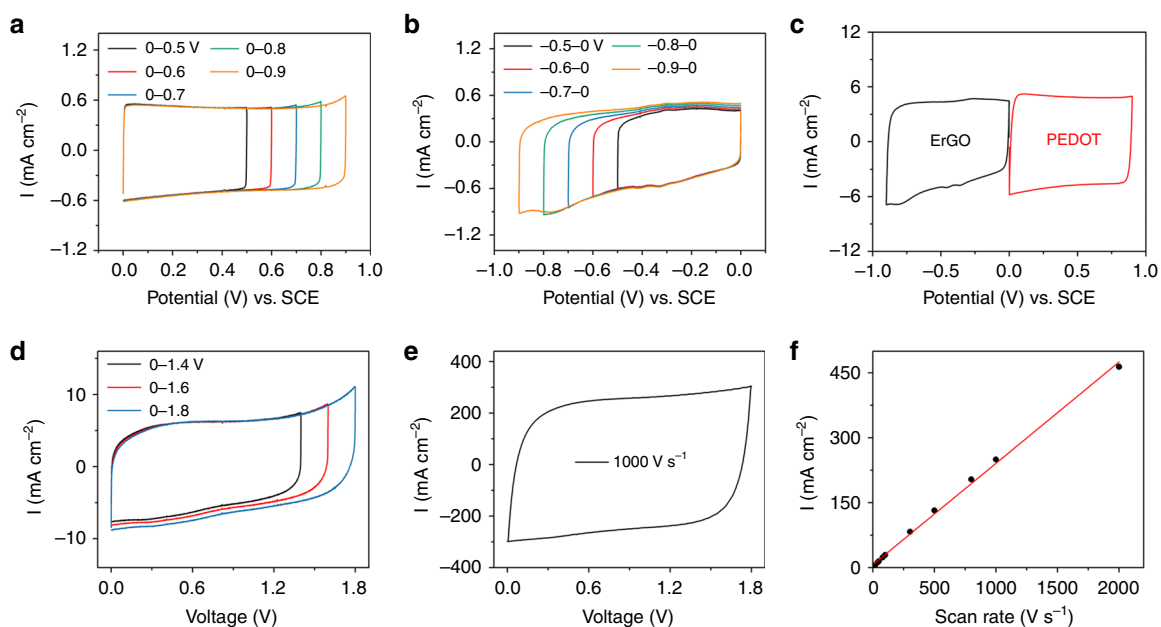 a
0–0.5 V
0–0.8
0–0.6
0–0.9
0–0.7
I (mA cm⁻²)
1.2
0.6
0.0
−0.6
−1.2
0.0 0.2 0.4 0.6 0.8 1.0
Potential (V) vs. SCE
b
−0.5–0 V
−0.8–0
−0.6–0
−0.9–0
−0.7–0
I (mA cm⁻²)
1.2
0.6
0.0
−0.6
−1.2
−1.0 −0.8 −0.6 −0.4 −0.2 0.0
Potential (V) vs. SCE
c
I (mA cm⁻²)
12
6
0
−6
−12
ErGO
PEDOT
−1.0 −0.5 0.0 0.5 1.0
Potential (V) vs. SCE
d
0–1.4 V
0–1.6
0–1.8
I (mA cm⁻²)
10
0
−10
0.0 0.6 1.2 1.8
Voltage (V)
e
I (mA cm⁻²)
400
200
0
−200
−400
1000 V s⁻¹
0.0 0.6 1.2 1.8
Voltage (V)
f
I (mA cm⁻²)
450
300
150
0
0 500 1000 1500 2000
Scan rate (V s⁻¹)